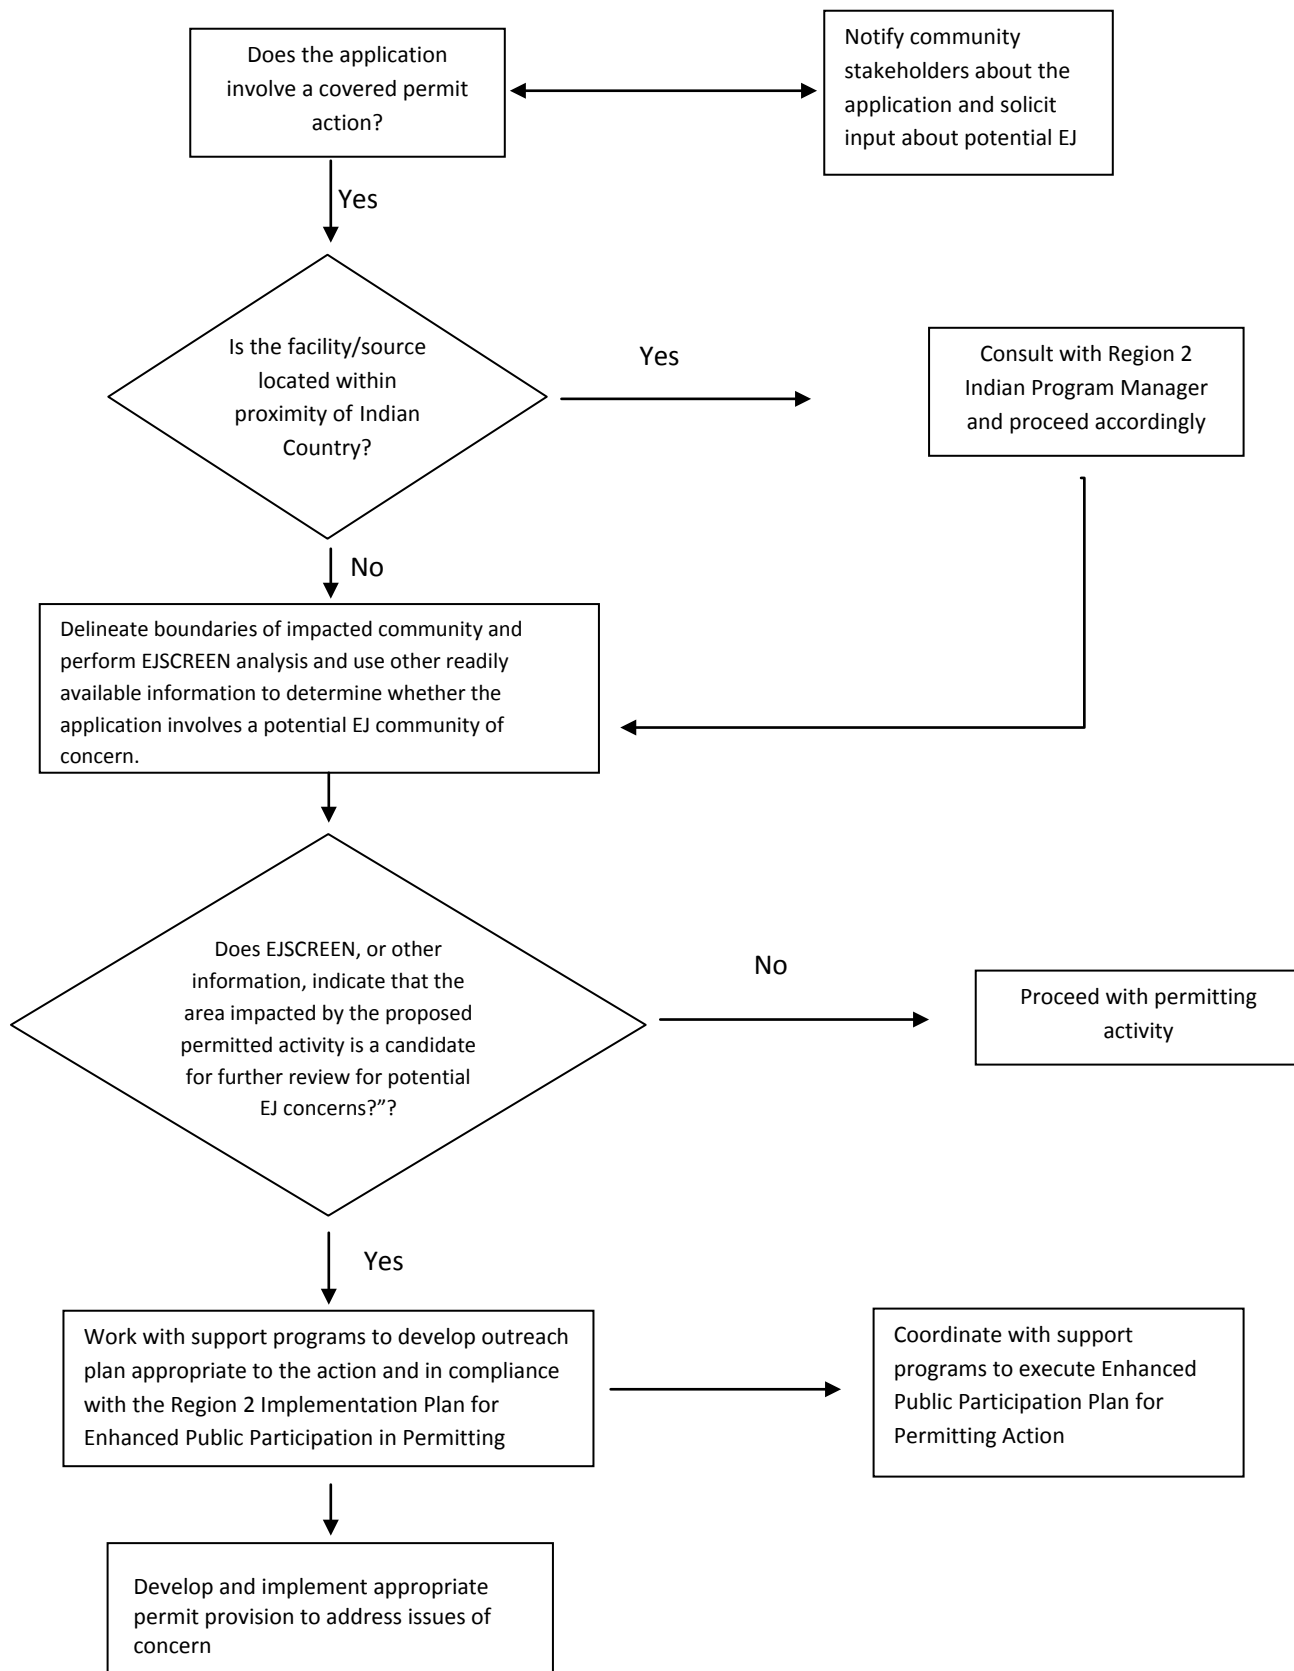 Does the application
involve a covered permit
action?
Notify community
stakeholders about the
application and solicit
input about potential EJ
Yes
Is the facility/source
located within
proximity of Indian
Country?
Yes
Consult with Region 2
Indian Program Manager
and proceed accordingly
No
Delineate boundaries of impacted community and
perform EJSCREEN analysis and use other readily
available information to determine whether the
application involves a potential EJ community of
concern.
Does EJSCREEN, or other
information, indicate that the
area impacted by the proposed
permitted activity is a candidate
for further review for potential
EJ concerns?”?
No
Proceed with permitting
activity
Yes
Work with support programs to develop outreach
plan appropriate to the action and in compliance
with the Region 2 Implementation Plan for
Enhanced Public Participation in Permitting
Coordinate with support
programs to execute Enhanced
Public Participation Plan for
Permitting Action
Develop and implement appropriate
permit provision to address issues of
concern